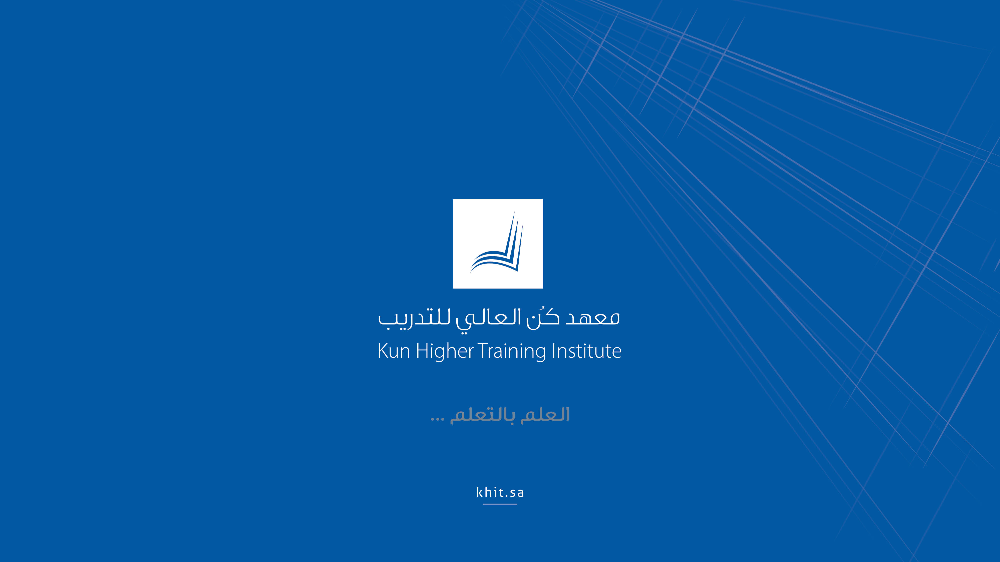 معهد كُن العالي للتدريب
Kun Higher Training Institute
العلم بالتعلم ...
khit.sa